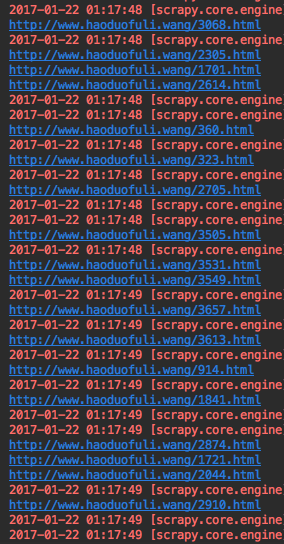 2017-01-22 01:17:48 [scrapy.core.engine
http://www.haoduofuli.wang/3068.html
2017-01-22 01:17:48 [scrapy.core.engine
http://www.haoduofuli.wang/2305.html
http://www.haoduofuli.wang/1701.html
http://www.haoduofuli.wang/2614.html
2017-01-22 01:17:48 [scrapy.core.engine
2017-01-22 01:17:48 [scrapy.core.engine
http://www.haoduofuli.wang/360.html
2017-01-22 01:17:48 [scrapy.core.engine
http://www.haoduofuli.wang/323.html
2017-01-22 01:17:48 [scrapy.core.engine
http://www.haoduofuli.wang/2705.html
2017-01-22 01:17:48 [scrapy.core.engine
2017-01-22 01:17:48 [scrapy.core.engine
http://www.haoduofuli.wang/3505.html
2017-01-22 01:17:48 [scrapy.core.engine
http://www.haoduofuli.wang/3531.html
http://www.haoduofuli.wang/3549.html
2017-01-22 01:17:49 [scrapy.core.engine
http://www.haoduofuli.wang/3657.html
2017-01-22 01:17:49 [scrapy.core.engine
http://www.haoduofuli.wang/3613.html
2017-01-22 01:17:49 [scrapy.core.engine
http://www.haoduofuli.wang/914.html
2017-01-22 01:17:49 [scrapy.core.engine
http://www.haoduofuli.wang/1841.html
2017-01-22 01:17:49 [scrapy.core.engine
2017-01-22 01:17:49 [scrapy.core.engine
http://www.haoduofuli.wang/2874.html
http://www.haoduofuli.wang/1721.html
http://www.haoduofuli.wang/2044.html
2017-01-22 01:17:49 [scrapy.core.engine
http://www.haoduofuli.wang/2910.html
2017-01-22 01:17:49 [scrapy.core.engine
2017-01-22 01:17:49 [scrapy.core.engine